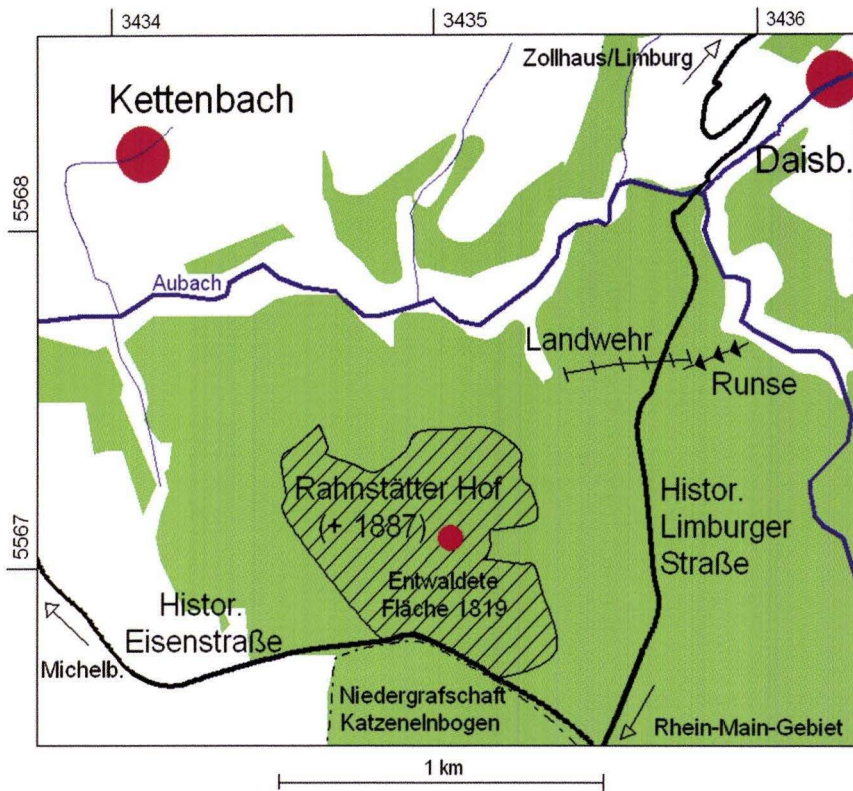 3434
3435
3436
Zollhaus/Limburg
Kettenbach
Daisb.
5568
Aubach
Landwehr
Runse
Rahnstätter Hof
(+ 1887)
Histor.
Limburger
Straße
5567
Entwaldete
Fläche 1819
Histor.
Eisenstraße
Michelb.
Niedergrafschaft
Katzenelnbogen
Rhein-Main-Gebiet
1 km